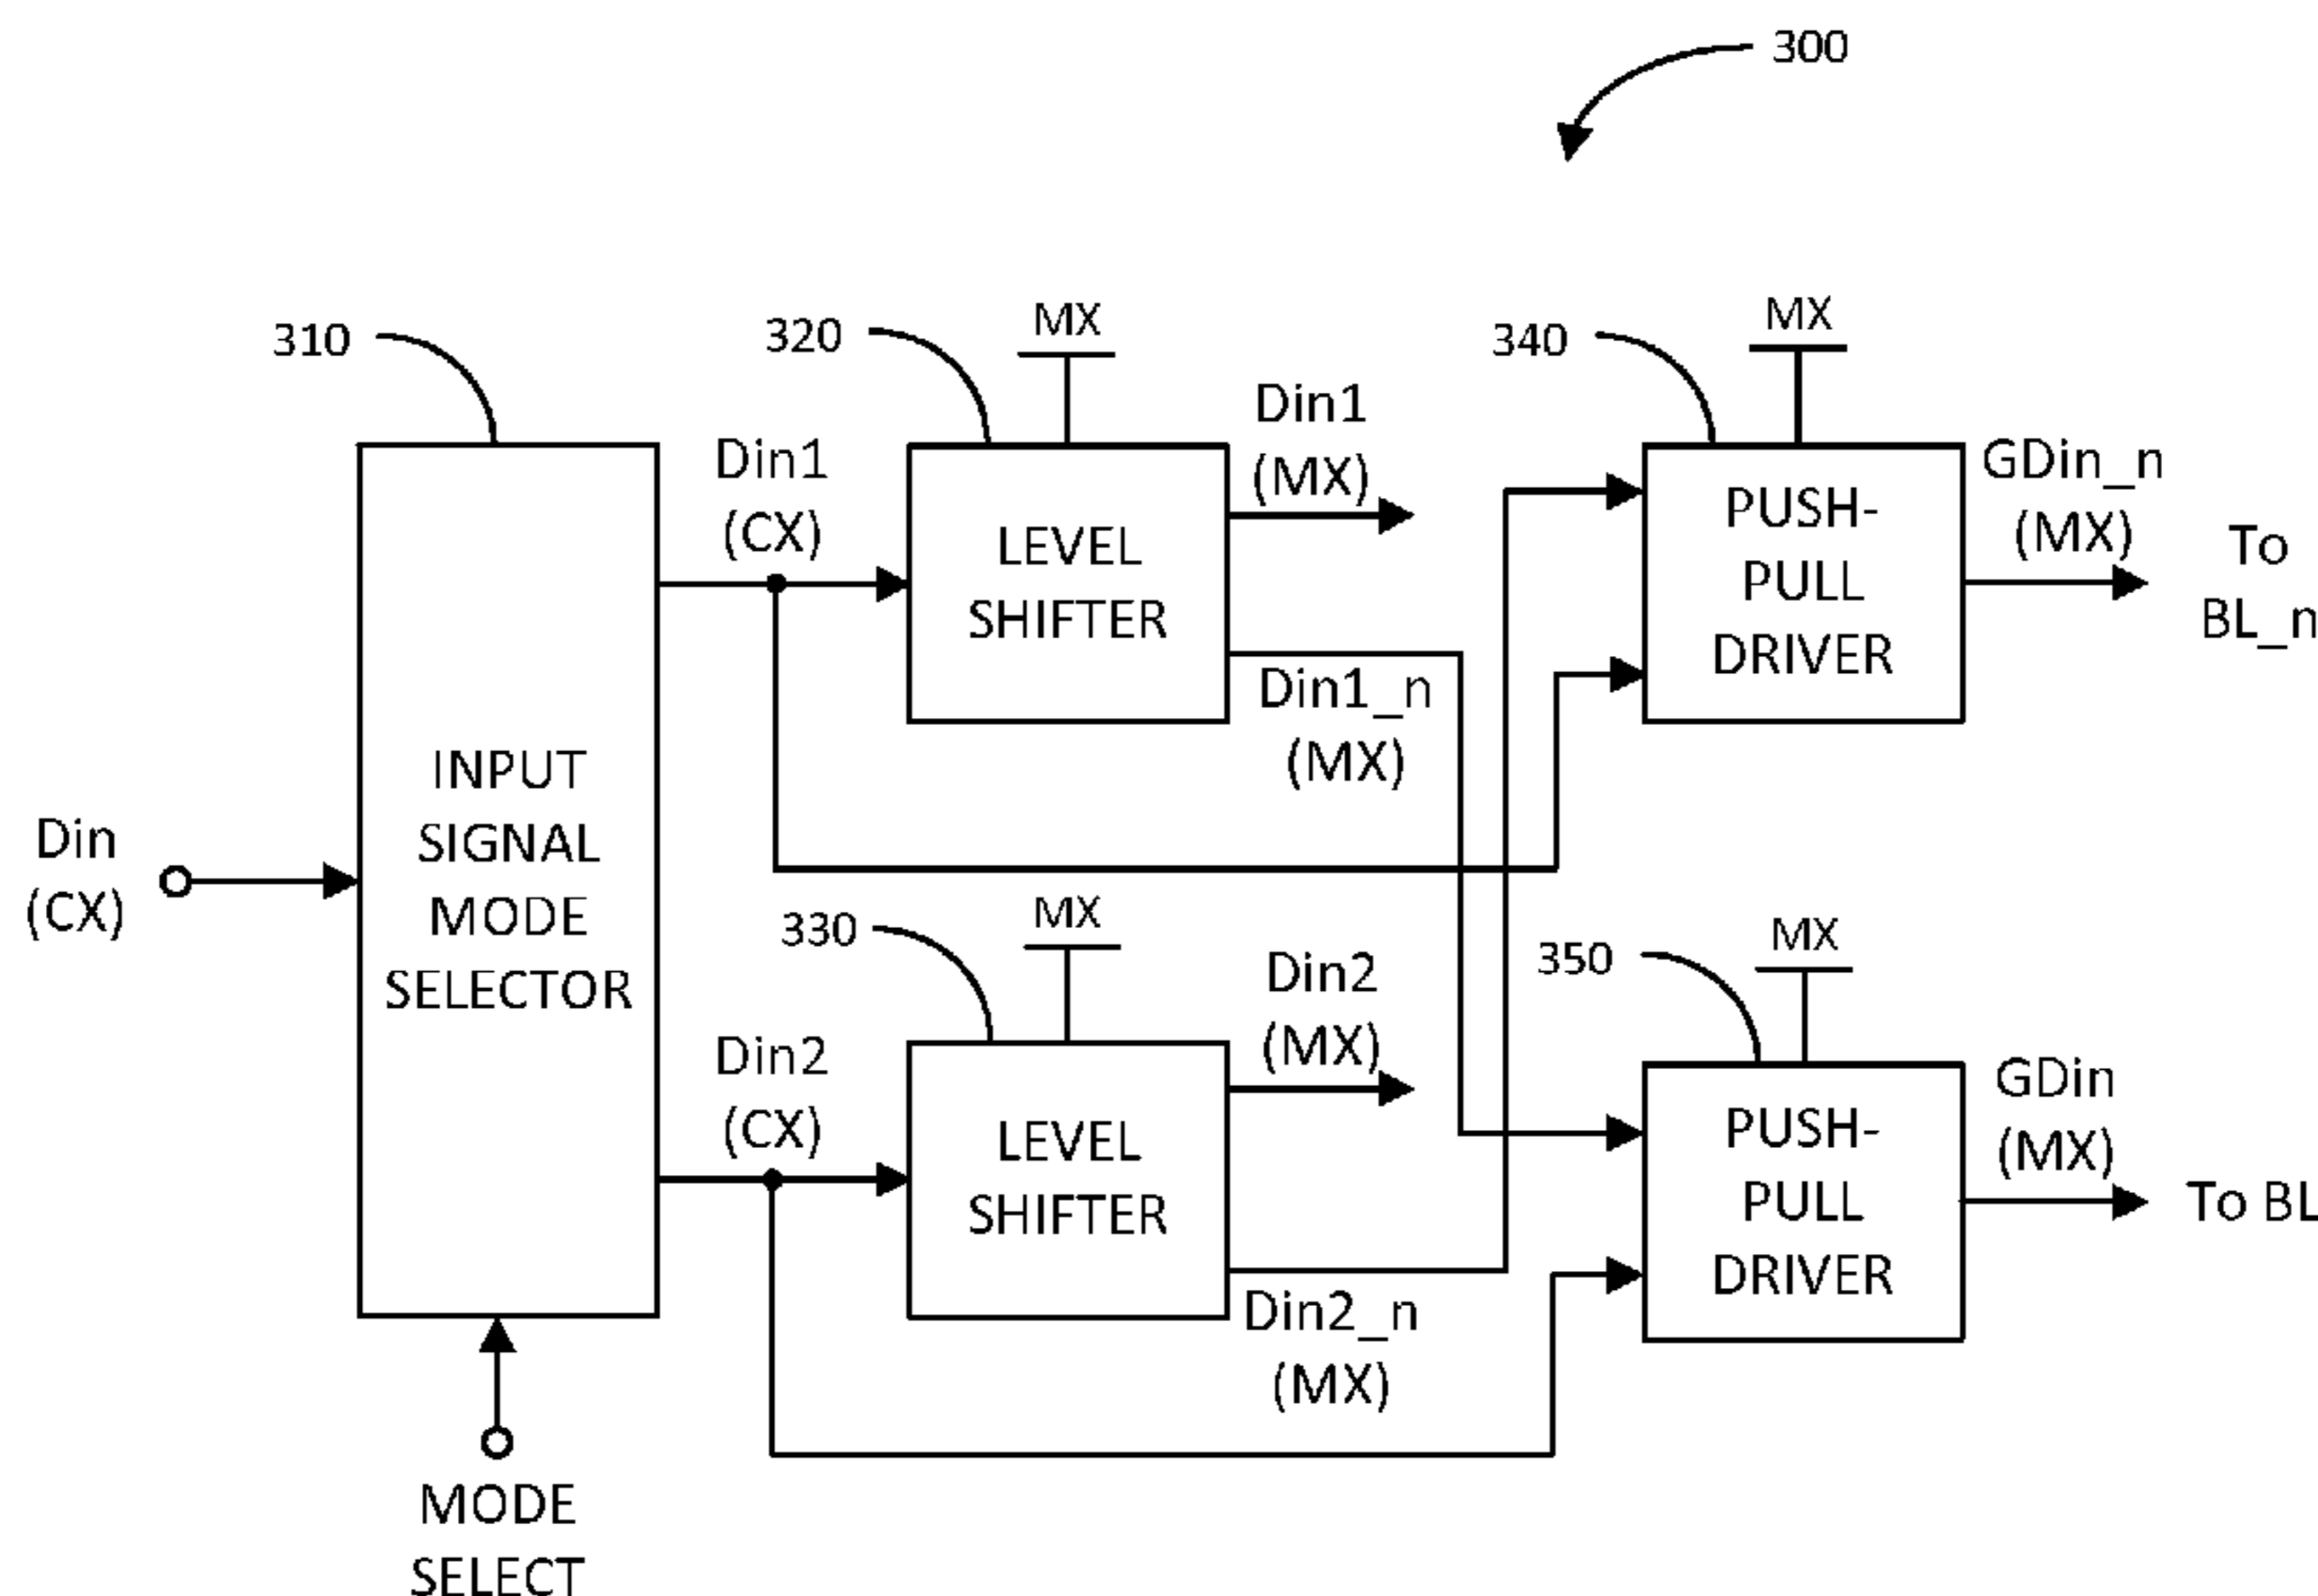 300
310
320
MX
340
MX
Din1
(CX)
Din1
(MX)
LEVEL
SHIFTER
Din1_n
(MX)
PUSH-
PULL
DRIVER
GDin_n
(MX)
To
BL_n
Din
(CX)
INPUT
SIGNAL
MODE
SELECTOR
330
MX
350
MX
Din2
(CX)
Din2
(MX)
LEVEL
SHIFTER
Din2_n
(MX)
PUSH-
PULL
DRIVER
GDin
(MX)
To BL
MODE
SELECT